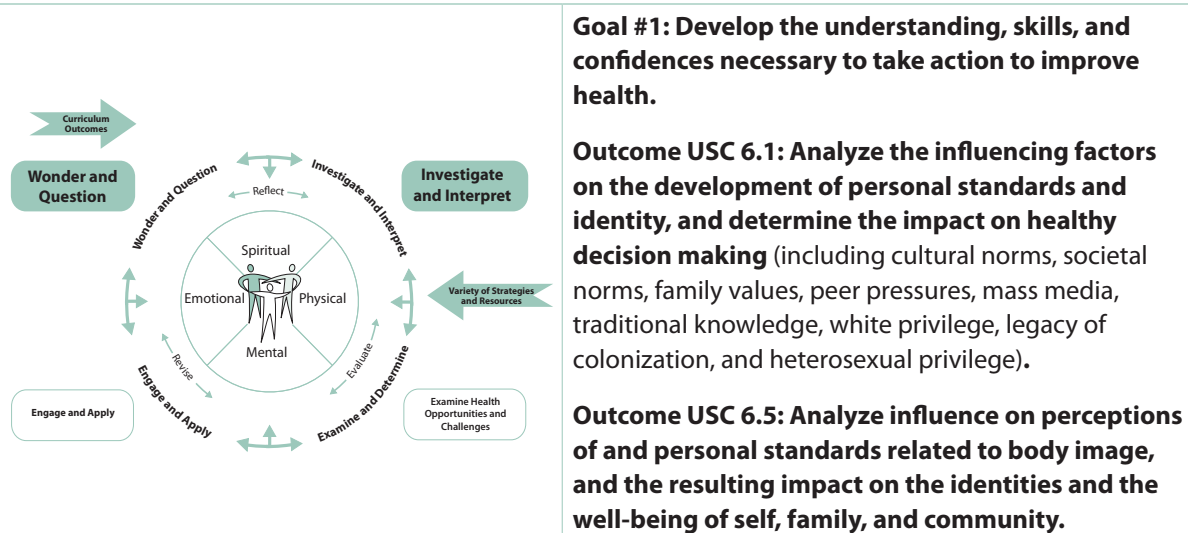 Curriculum
Outcomes
Wonder and
Question
Investigate
and Interpret
Wonder and Question
Investigate and Interpret
Reflect
Spiritual
Emotional
Physical
Mental
Variety of Strategies
and Resources
Revise
Evaluate
Engage and Apply
Examine and Determine
Engage and Apply
Examine Health
Opportunities and
Challenges
Goal #1: Develop the understanding, skills, and
confidences necessary to take action to improve
health.
Outcome USC 6.1: Analyze the influencing factors
on the development of personal standards and
identity, and determine the impact on healthy
decision making (including cultural norms, societal
norms, family values, peer pressures, mass media,
traditional knowledge, white privilege, legacy of
colonization, and heterosexual privilege).
Outcome USC 6.5: Analyze influence on perceptions
of and personal standards related to body image,
and the resulting impact on the identities and the
well-being of self, family, and community.